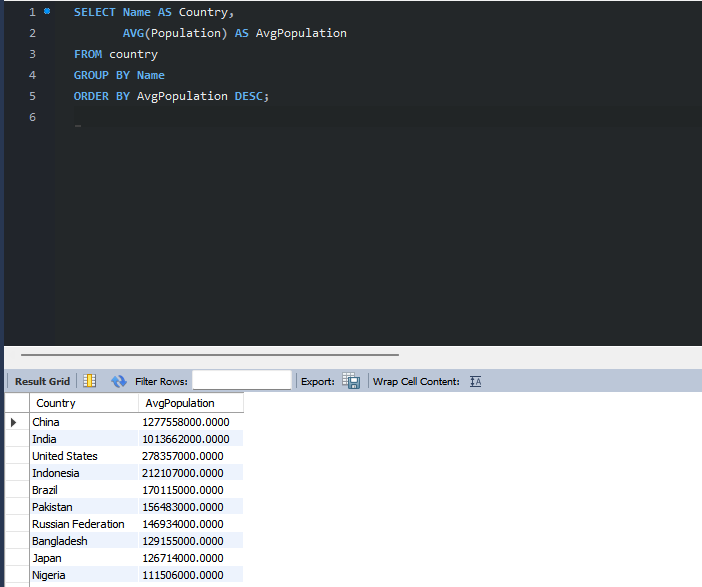 1 SELECT Name AS Country,
2 AVG(Population) AS AvgPopulation
3 FROM country
4 GROUP BY Name
5 ORDER BY AvgPopulation DESC;
6
Result Grid Filter Rows: Export: Wrap Cell Content:
Country AvgPopulation
China 1277558000.0000
India 1013662000.0000
United States 278357000.0000
Indonesia 212107000.0000
Brazil 170115000.0000
Pakistan 156483000.0000
Russian Federation 146934000.0000
Bangladesh 129155000.0000
Japan 126714000.0000
Nigeria 111506000.0000